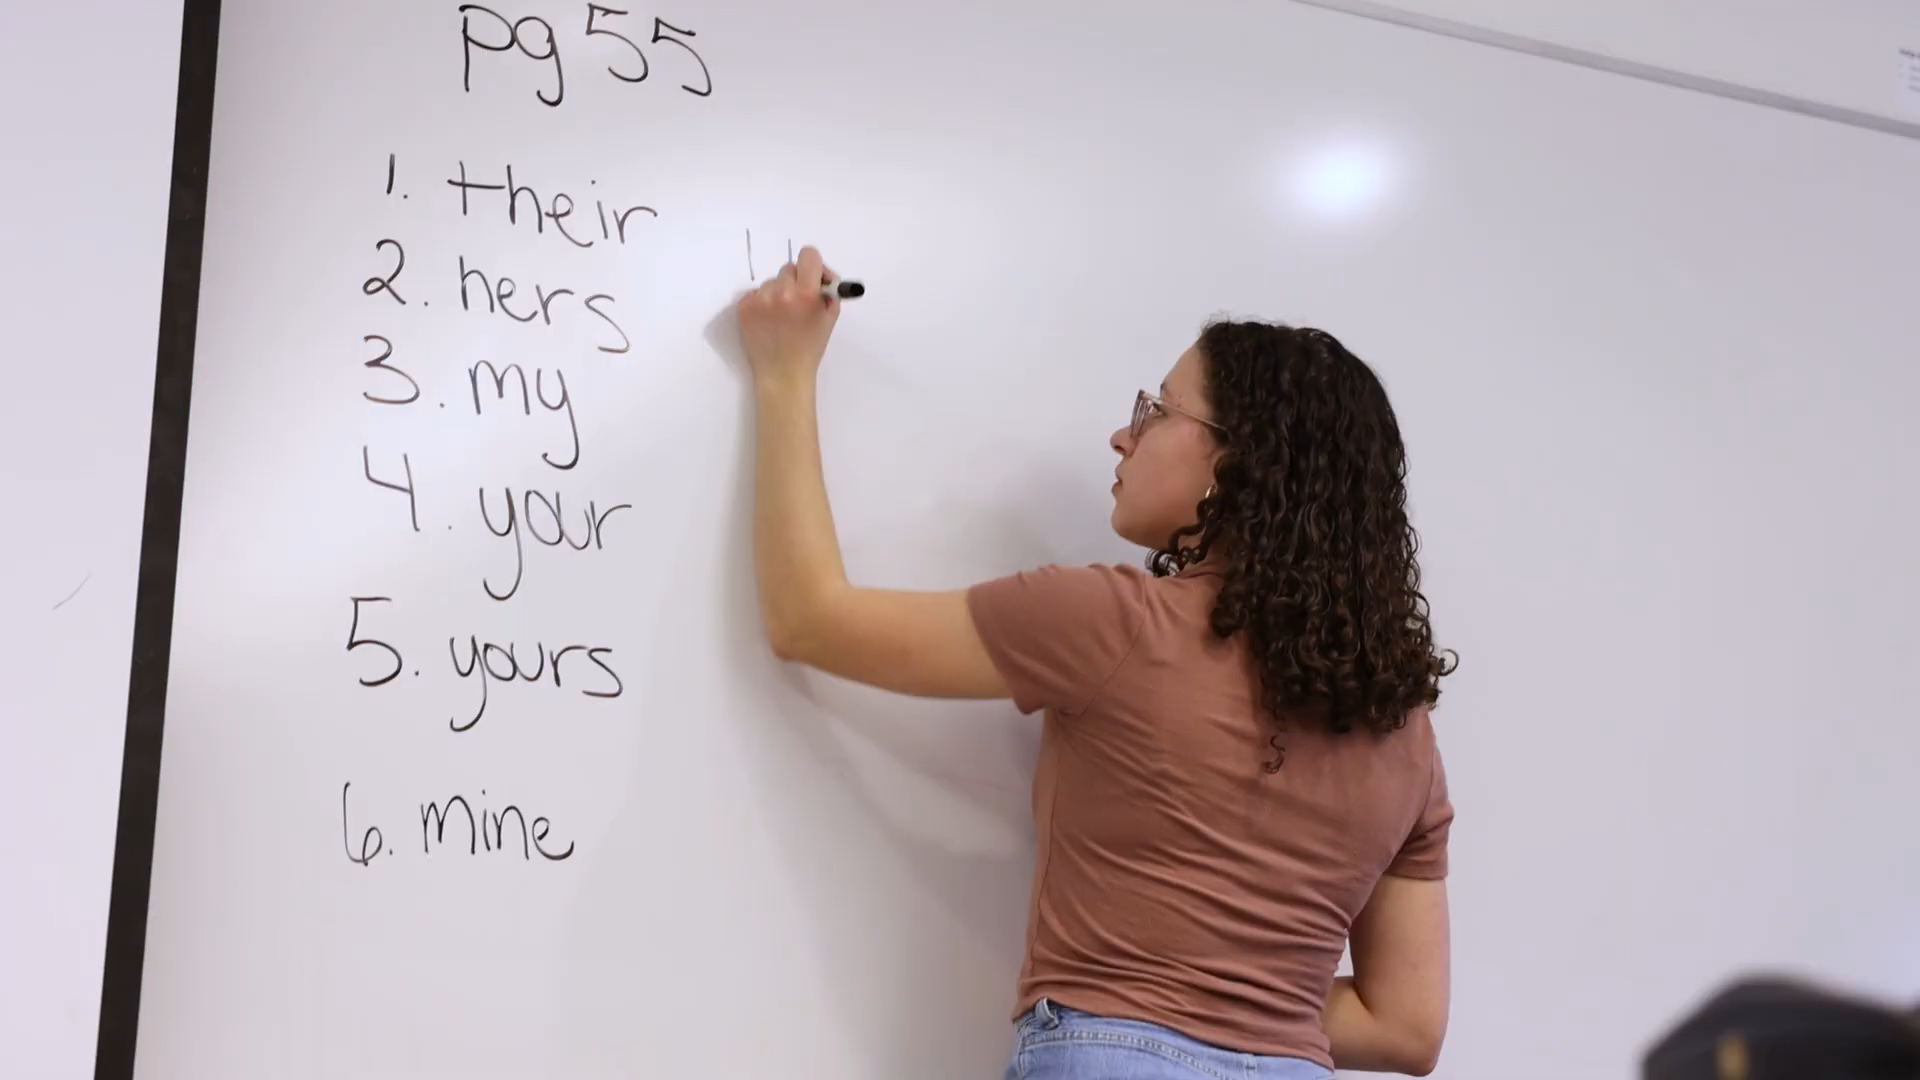 pg 55
1. their
2. hers
3. my
4. your
5. yours
6. mine